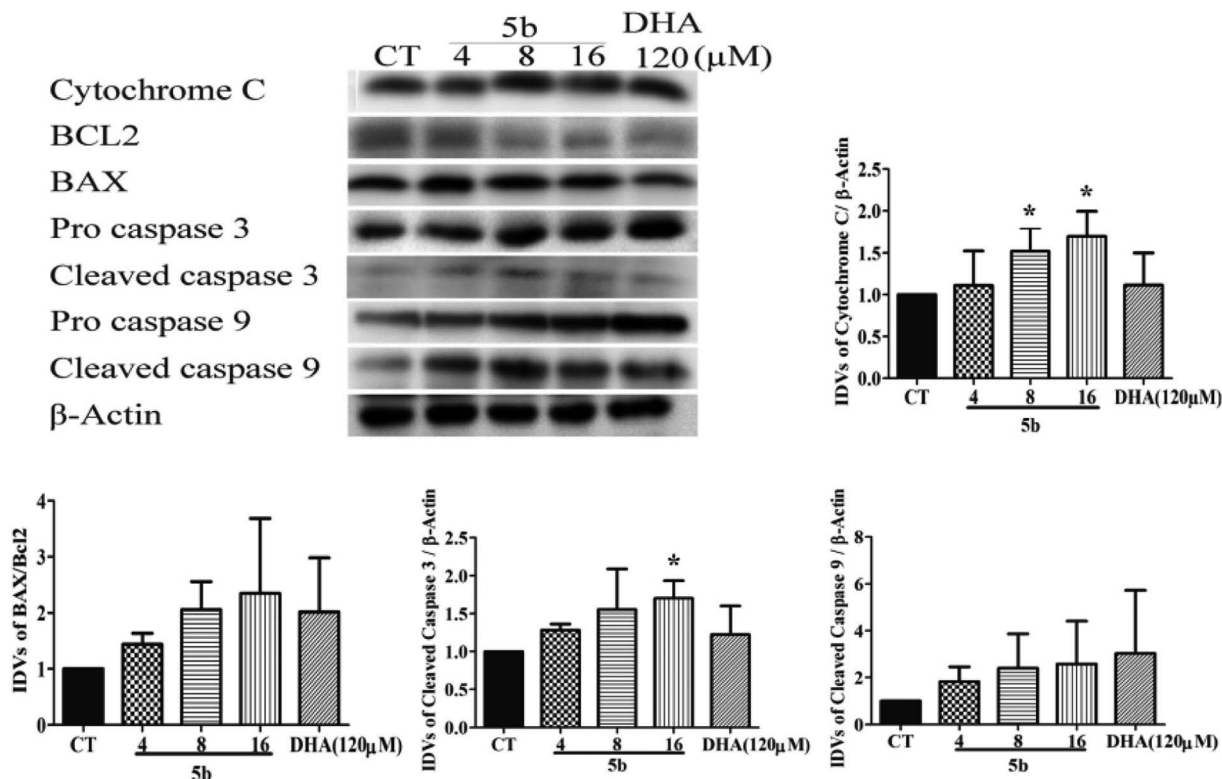 5b DHA
CT 4 8 16 120 (μM)
Cytochrome C
BCL2
BAX
Pro caspase 3
Cleaved caspase 3
Pro caspase 9
Cleaved caspase 9
β-Actin
IDVs of Cytochrome C/ β-Actin
2.5
2.0
1.5
1.0
0.5
0.0
* *
CT 4 8 16 DHA(120μM)
5b
IDVs of BAX/Bcl2
4
3
2
1
0
CT 4 8 16 DHA(120μM)
5b
IDVs of Cleaved Caspase 3 / β-Actin
2.5
2.0
1.5
1.0
0.5
0.0
*
CT 4 8 16 DHA(120μM)
5b
IDVs of Cleaved Caspase 9 / β-Actin
8
6
4
2
0
CT 4 8 16 DHA(120μM)
5b